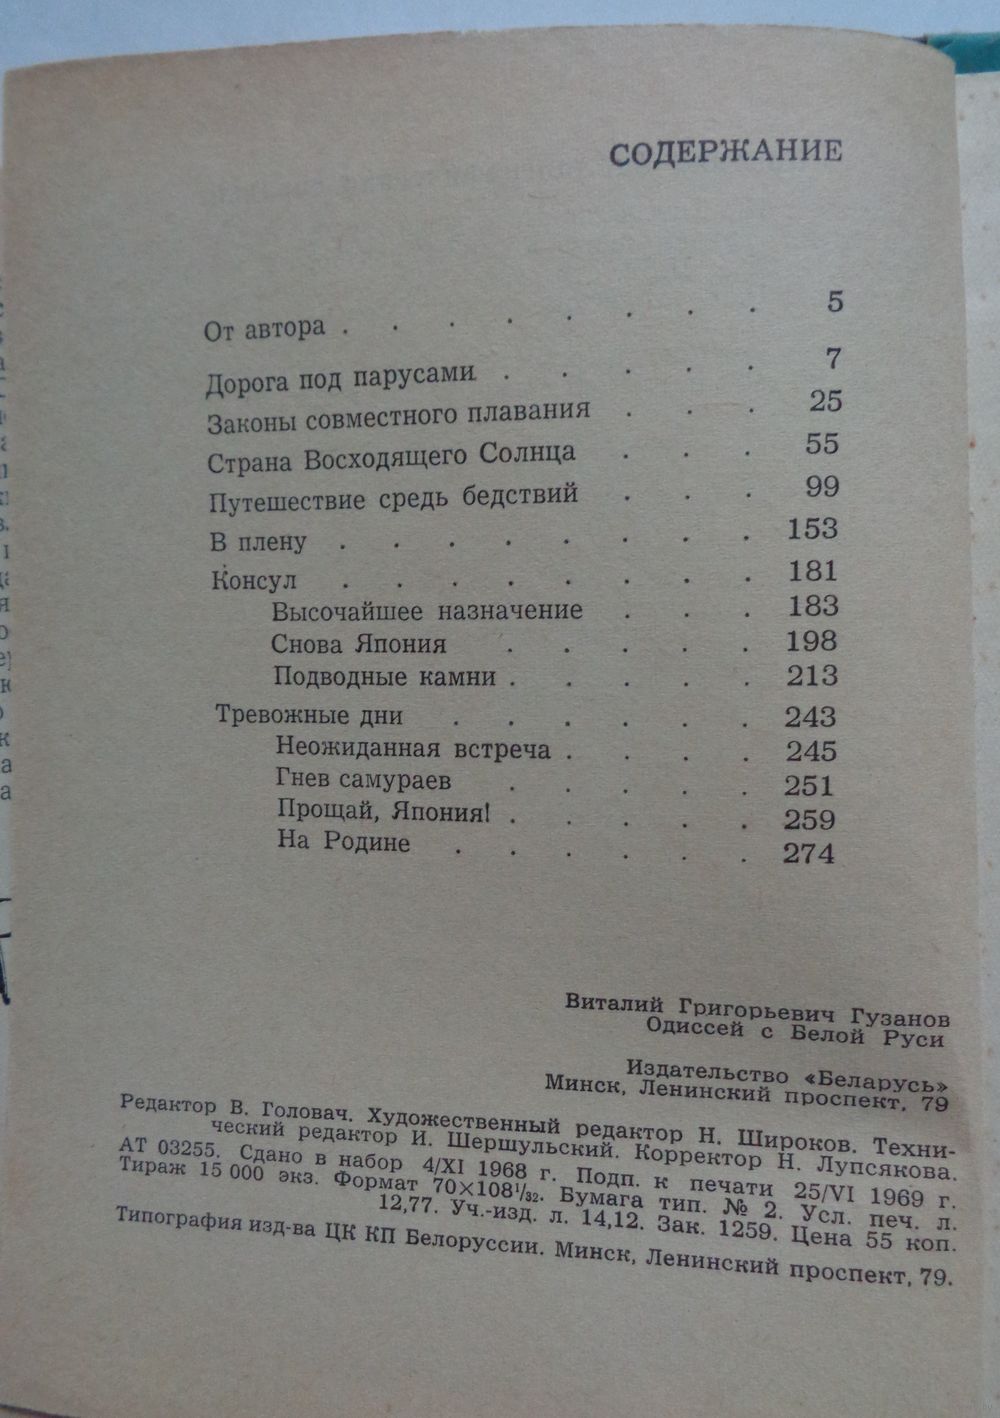 СОДЕРЖАНИЕ
От автора . . . . . . . . 5
Дорога под парусами . . . . . 7
Законы совместного плавания . . . 25
Страна Восходящего Солнца . . . 55
Путешествие средь бедствий . . . 99
В плену . . . . . . . . 153
Консул . . . . . . . . 181
Высочайшее назначение . . . 183
Снова Япония . . . . . 198
Подводные камни . . . . . 213
Тревожные дни . . . . . . 243
Неожиданная встреча . . . . 245
Гнев самураев . . . . . 251
Прощай, Япония! . . . . . 259
На Родине . . . . . . 274
Виталий Григорьевич Гузанов
Одиссей с Белой Руси
Издательство «Беларусь»
Минск, Ленинский проспект, 79
Редактор В. Головач. Художественный редактор Н. Широков. Техни-
ческий редактор И. Шершульский. Корректор Н. Лупсякова.
АТ 03255. Сдано в набор 4/XI 1968 г. Подп. к печати 25/VI 1969 г.
Тираж 15 000 экз. Формат 70×108¹/₃₂. Бумага тип. № 2. Усл. печ. л.
12,77. Уч.-изд. л. 14,12. Зак. 1259. Цена 55 коп.
Типография изд-ва ЦК КП Белоруссии. Минск, Ленинский проспект, 79.